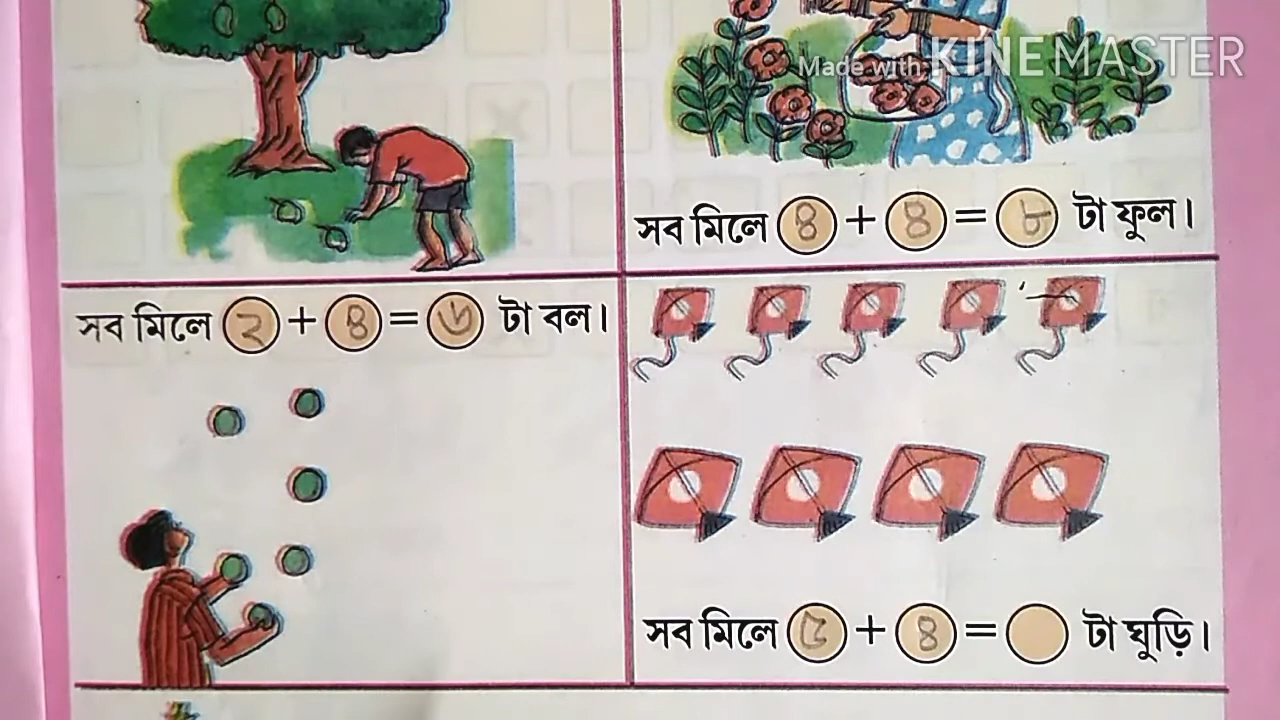 Made with KINEMASTER
সব মিলে ৪ + ৪ = ৮ টা ফুল।
সব মিলে ২ + ৪ = ৬ টা বল।
সব মিলে ৫ + ৪ = টা ঘুড়ি।